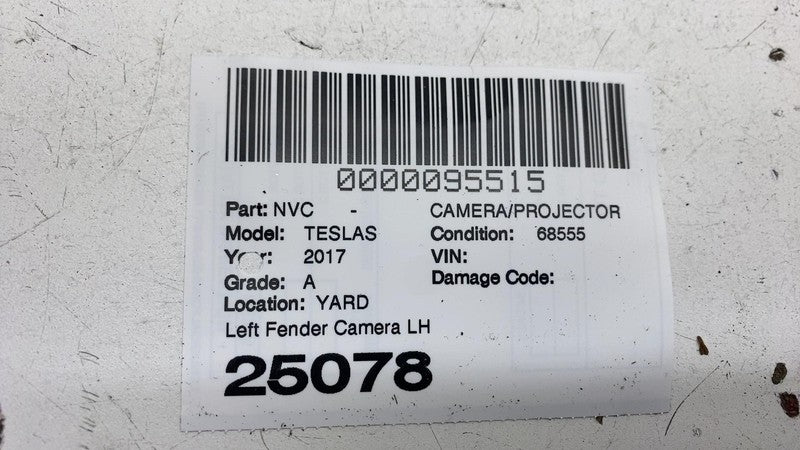 0000095515
Part: NVC - CAMERA/PROJECTOR
Model: TESLAS Condition: 68555
Year: 2017 VIN:
Grade: A Damage Code:
Location: YARD
Left Fender Camera LH
25078